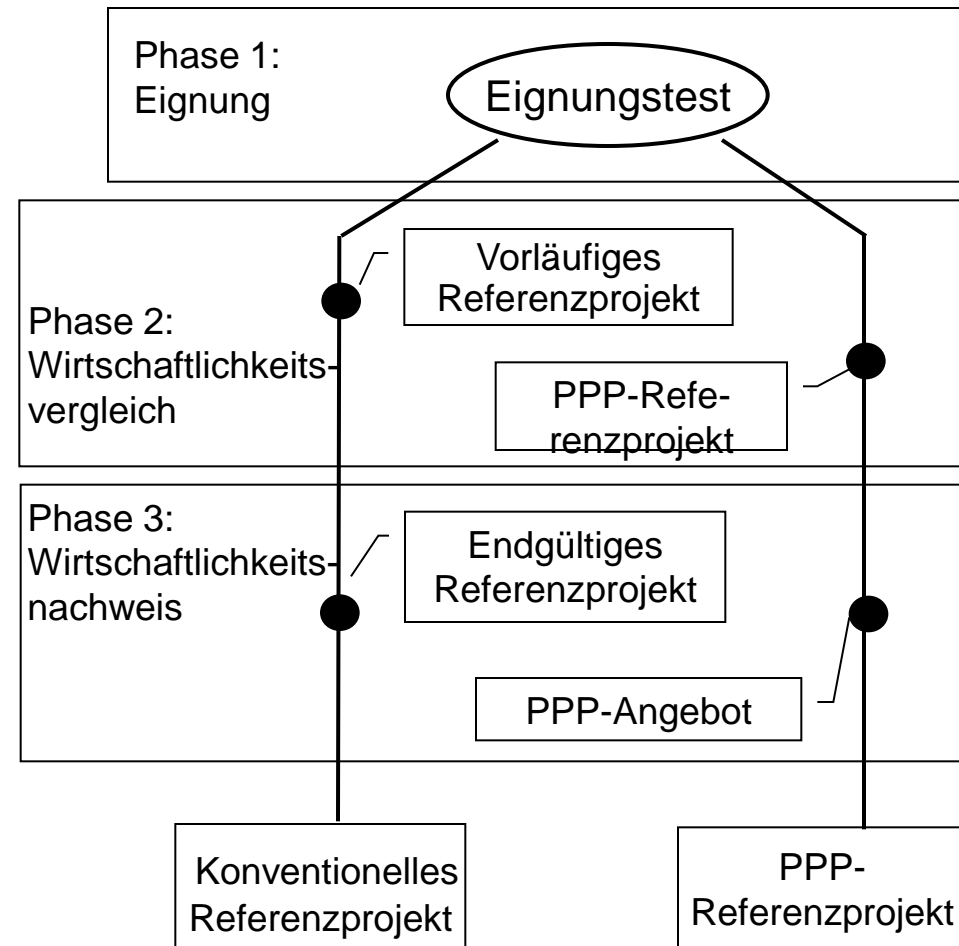 Phase 1:
Eignung
Eignungstest
Vorläufiges
Referenzprojekt
Phase 2:
Wirtschaftlichkeits-
vergleich
PPP-Refe-
renzprojekt
Phase 3:
Wirtschaftlichkeits-
nachweis
Endgültiges
Referenzprojekt
PPP-Angebot
Konventionelles
Referenzprojekt
PPP-
Referenzprojekt